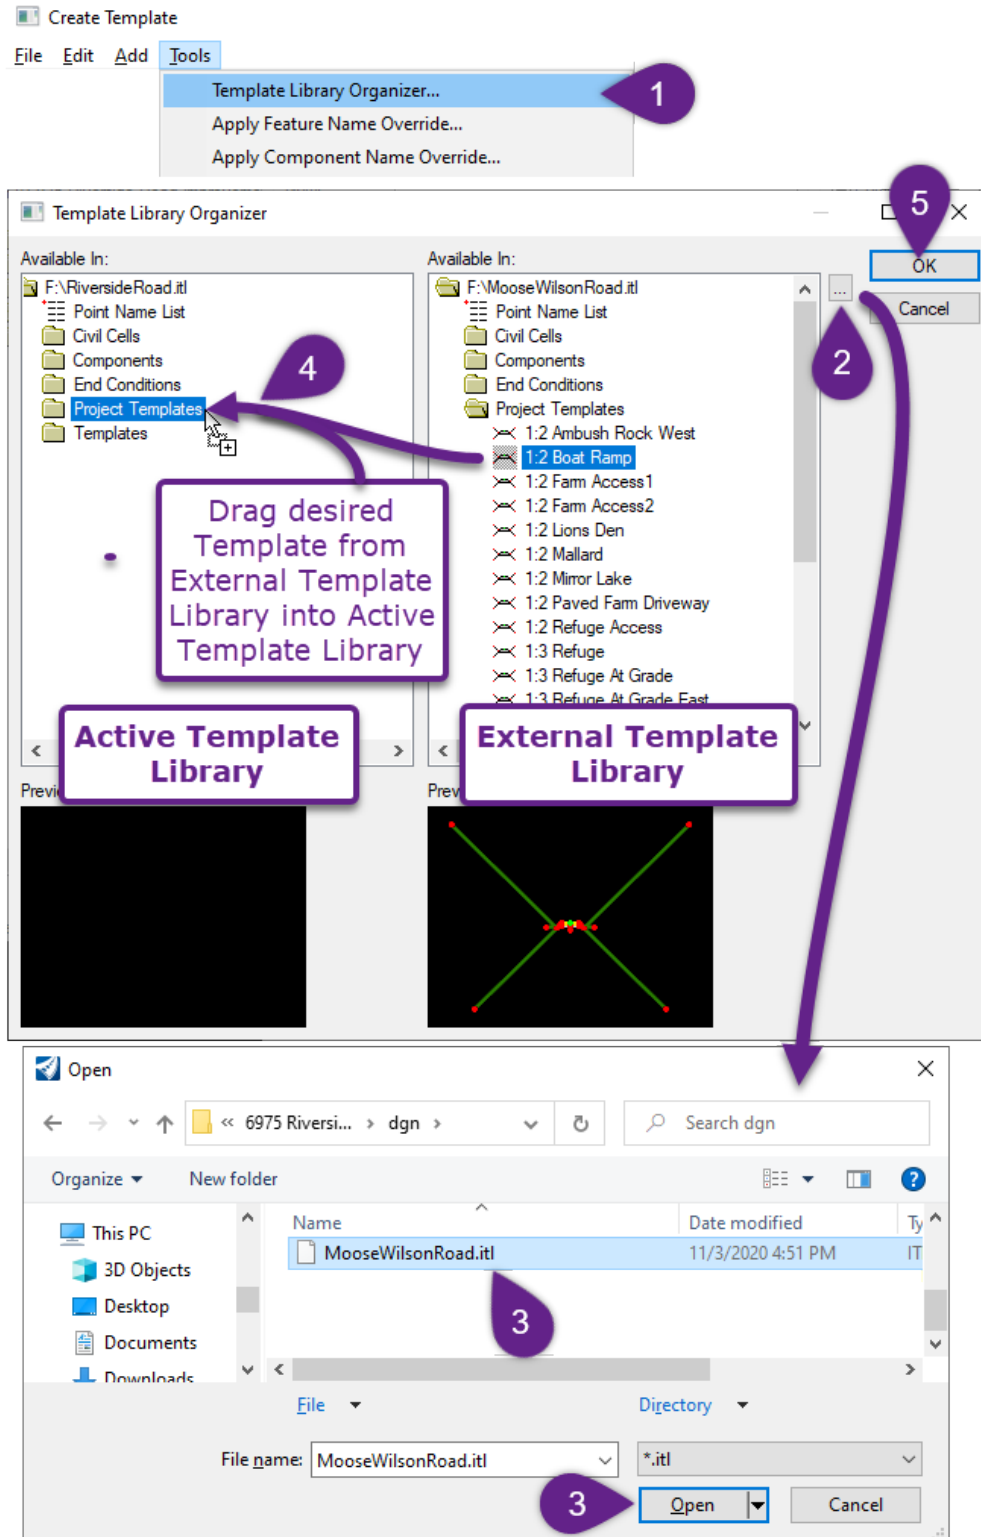 Create Template
File Edit Add Tools
Template Library Organizer...
1
Apply Feature Name Override...
Apply Component Name Override...
Template Library Organizer
5
Available In:
F:\RiversideRoad.itl
Point Name List
Civil Cells
Components
End Conditions
Project Templates
Templates
Available In:
F:\MooseWilsonRoad.itl
Point Name List
Civil Cells
Components
End Conditions
Project Templates
1:2 Ambush Rock West
1:2 Boat Ramp
1:2 Farm Access1
1:2 Farm Access2
1:2 Lions Den
1:2 Mallard
1:2 Mirror Lake
1:2 Paved Farm Driveway
1:2 Refuge Access
1:3 Refuge
1:3 Refuge At Grade
1:3 Refuge At Grade East
...
OK
Cancel
2
4
Drag desired
Template from
External Template
Library into Active
Template Library
Active Template
Library
External Template
Library
Previ
Prev
Open
« 6975 Riversi... › dgn ›
Search dgn
Organize
New folder
?
This PC
3D Objects
Desktop
Documents
Downloads
Name Date modified Ty
MooseWilsonRoad.itl 11/3/2020 4:51 PM IT
3
File
Directory
File name: MooseWilsonRoad.itl
*.itl
3
Open
Cancel